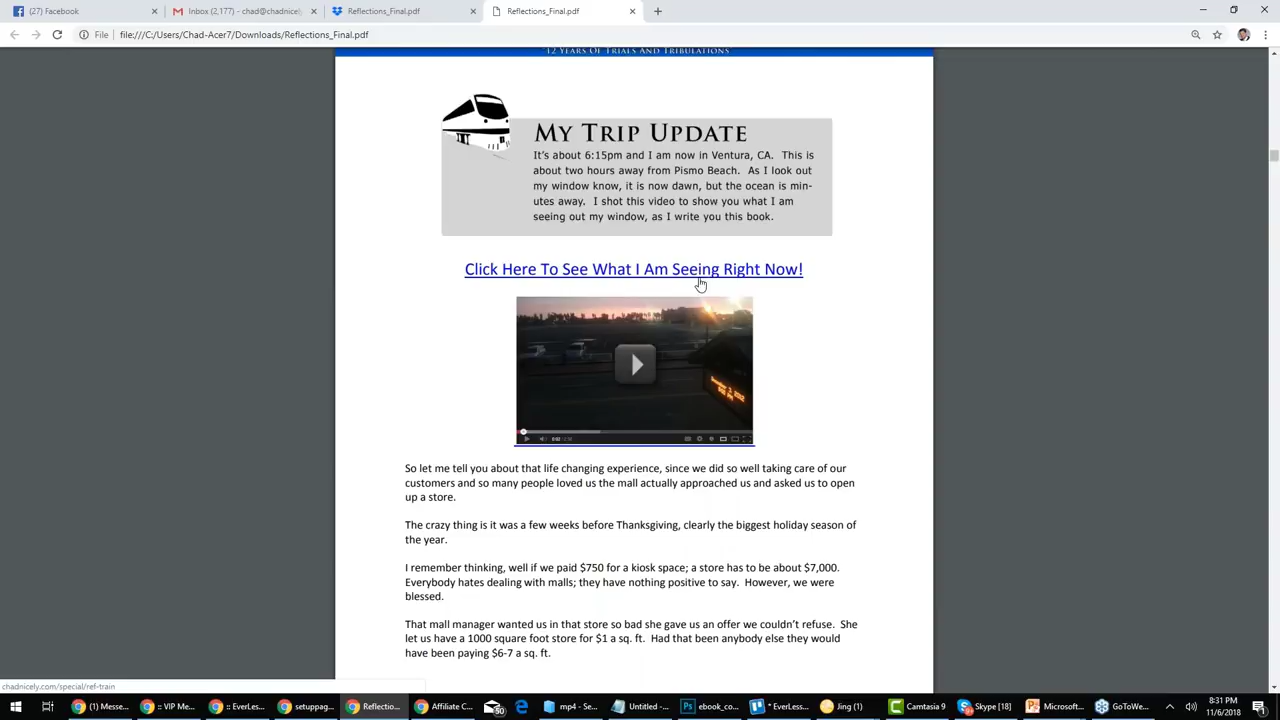 (27) Facebook
Inbox (2,177) - chad@chadnicely
Reflections_Final.pdf
Reflections_Final.pdf
File | file:///C:/Users/Chad-Acer7/Downloads/Reflections_Final.pdf
"12 Years Of Trials And Tribulations"
My Trip Update
It's about 6:15pm and I am now in Ventura, CA. This is
about two hours away from Pismo Beach. As I look out
my window know, it is now dawn, but the ocean is min-
utes away. I shot this video to show you what I am
seeing out my window, as I write you this book.
Click Here To See What I Am Seeing Right Now!
So let me tell you about that life changing experience, since we did so well taking care of our
customers and so many people loved us the mall actually approached us and asked us to open
up a store.
The crazy thing is it was a few weeks before Thanksgiving, clearly the biggest holiday season of
the year.
I remember thinking, well if we paid $750 for a kiosk space; a store has to be about $7,000.
Everybody hates dealing with malls; they have nothing positive to say. However, we were
blessed.
That mall manager wanted us in that store so bad she gave us an offer we couldn't refuse. She
let us have a 1000 square foot store for $1 a sq. ft. Had that been anybody else they would
have been paying $6-7 a sq. ft.
chadnicely.com/special/ref-train
(1) Messe...
:: VIP Me...
:: EverLes...
setuppag...
Reflectio...
Affiliate C...
50
mp4 - Se...
Untitled -...
ebook_co...
* EverLess...
Jing (1)
Camtasia 9
Skype [18]
Microsoft...
GoToWe...
8:31 PM
11/6/2018